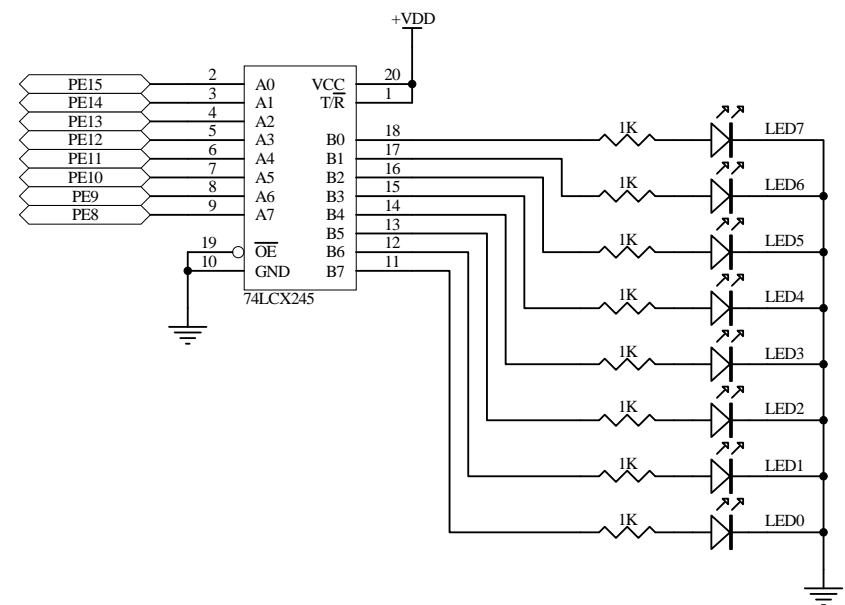 +VDD
PE15 2 A0 VCC 20
PE14 3 A1 T/R 1
PE13 4 A2
PE12 5 A3 B0 18 1K LED7
PE11 6 A4 B1 17
PE10 7 A5 B2 16 1K LED6
PE9 8 A6 B3 15
PE8 9 A7 B4 14
B5 13 1K LED5
19 OE B6 12
10 GND B7 11
74LCX245
1K LED4
1K LED3
1K LED2
1K LED1
1K LED0